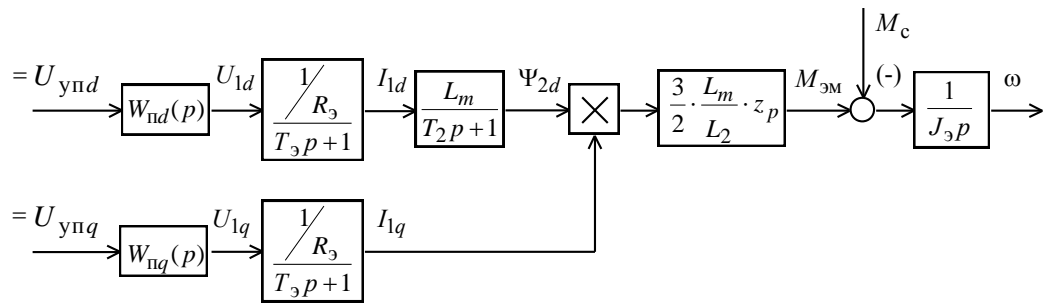 M_c
= U_упd
U_1d
I_1d
Ψ_2d
M_эм
(-)
ω
W_пd(p)
1/R_э
T_э p + 1
L_m
T_2 p + 1
×
3/2 · L_m/L_2 · z_p
1
J_э p
= U_упq
U_1q
I_1q
W_пq(p)
1/R_э
T_э p + 1